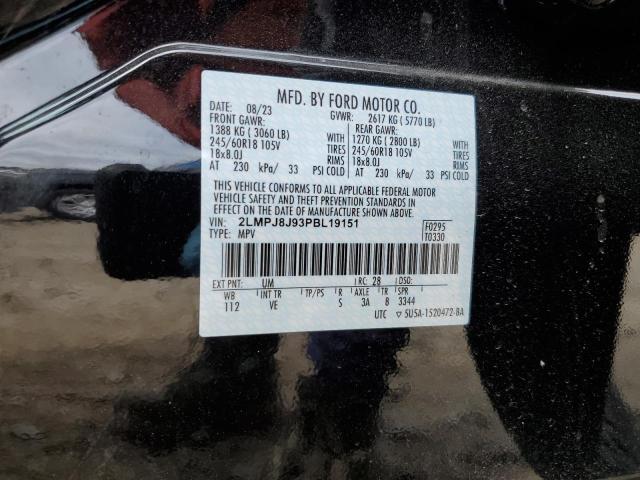 MFD. BY FORD MOTOR CO.
DATE: 08/23 GVWR: 2617 KG ( 5770 LB)
FRONT GAWR: REAR GAWR:
1388 KG ( 3060 LB) WITH 1270 KG ( 2800 LB) WITH
245/60R18 105V TIRES 245/60R18 105V TIRES
18x8.0J RIMS 18x8.0J RIMS
AT 230 kPa/ 33 PSI COLD AT 230 kPa/ 33 PSI COLD
THIS VEHICLE CONFORMS TO ALL APPLICABLE FEDERAL MOTOR
VEHICLE SAFETY AND THEFT PREVENTION STANDARDS IN
EFFECT ON THE DATE OF MANUFACTURE SHOWN ABOVE.
VIN: 2LMPJ8J93PBL19151 F0295
TYPE: MPV T0330
EXT PNT: UM RC: 28 DSO:
WB INT TR TP/PS R AXLE TR SPR
112 VE S 3A 8 3344
UTC ▽ 5U5A-1520472-BA